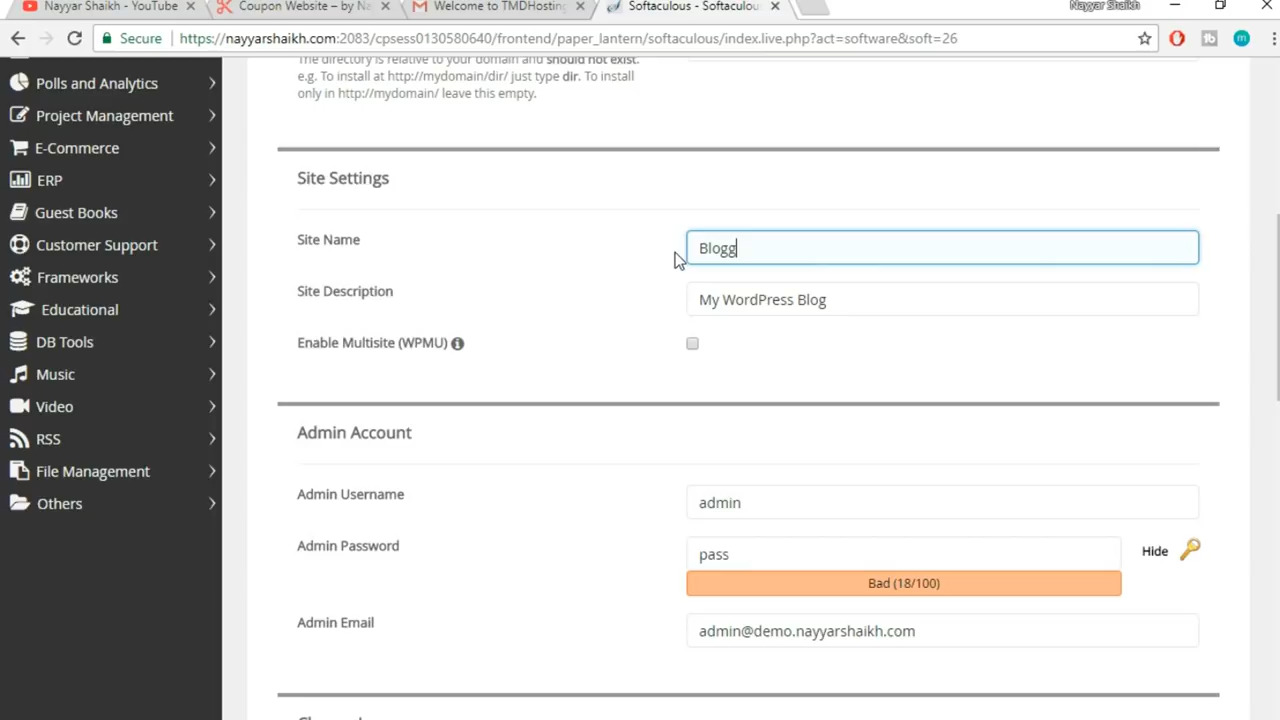 Nayyar Shaikh - YouTube
Coupon Website – by Na
Welcome to TMDHosting
Softaculous - Softaculou
Nayyar Shaikh
Secure
https://nayyarshaikh.com:2083/cpsess0130580640/frontend/paper_lantern/softaculous/index.live.php?act=software&soft=26
Polls and Analytics
Project Management
E-Commerce
ERP
Guest Books
Customer Support
Frameworks
Educational
DB Tools
Music
Video
RSS
File Management
Others
The directory is relative to your domain and should not exist.
e.g. To install at http://mydomain/dir/ just type dir. To install
only in http://mydomain/ leave this empty.
Site Settings
Site Name
Blogg
Site Description
My WordPress Blog
Enable Multisite (WPMU)
Admin Account
Admin Username
admin
Admin Password
pass
Hide
Bad (18/100)
Admin Email
admin@demo.nayyarshaikh.com